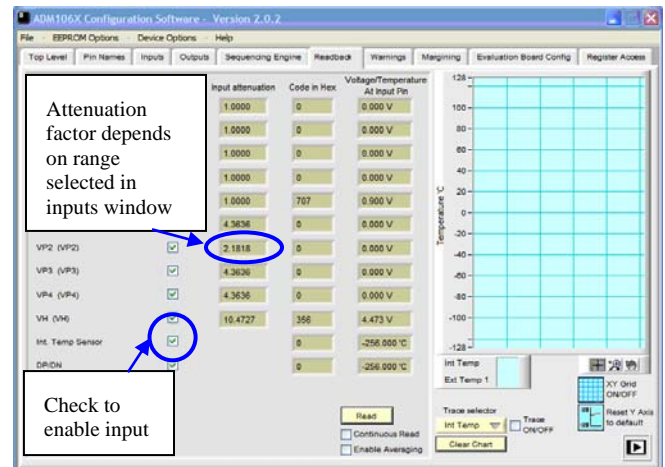 ADM106X Configuration Software - Version 2.0.2
File EEPROM Options Device Options Help
Top Level Pin Names Inputs Outputs Sequencing Engine Readback Warnings Margining Evaluation Board Config Register Access
Input attenuation Code in Hex Voltage/Temperature At Input Pin
Attenuation factor depends on range selected in inputs window
1.0000 0 0.000 V
1.0000 0 0.000 V
1.0000 0 0.000 V
1.0000 0 0.000 V
1.0000 707 0.900 V
4.3636 0 0.000 V
VP2 (VP2) 2.1818 0 0.000 V
VP3 (VP3) 4.3636 0 0.000 V
VP4 (VP4) 4.3636 0 0.000 V
VH (VH) 10.4727 356 4.473 V
Int. Temp Sensor 0 -256.000 °C
DP/DN 0 -256.000 °C
Check to enable input
Read
Continuous Read
Enable Averaging
Temperature °C
128
100
80
60
40
20
0
-20
-40
-60
-80
-100
-128
Int Temp
Ext Temp 1
XY Grid ON/OFF
Reset Y Axis to default
Trace selector
Int Temp
Trace ON/OFF
Clear Chart